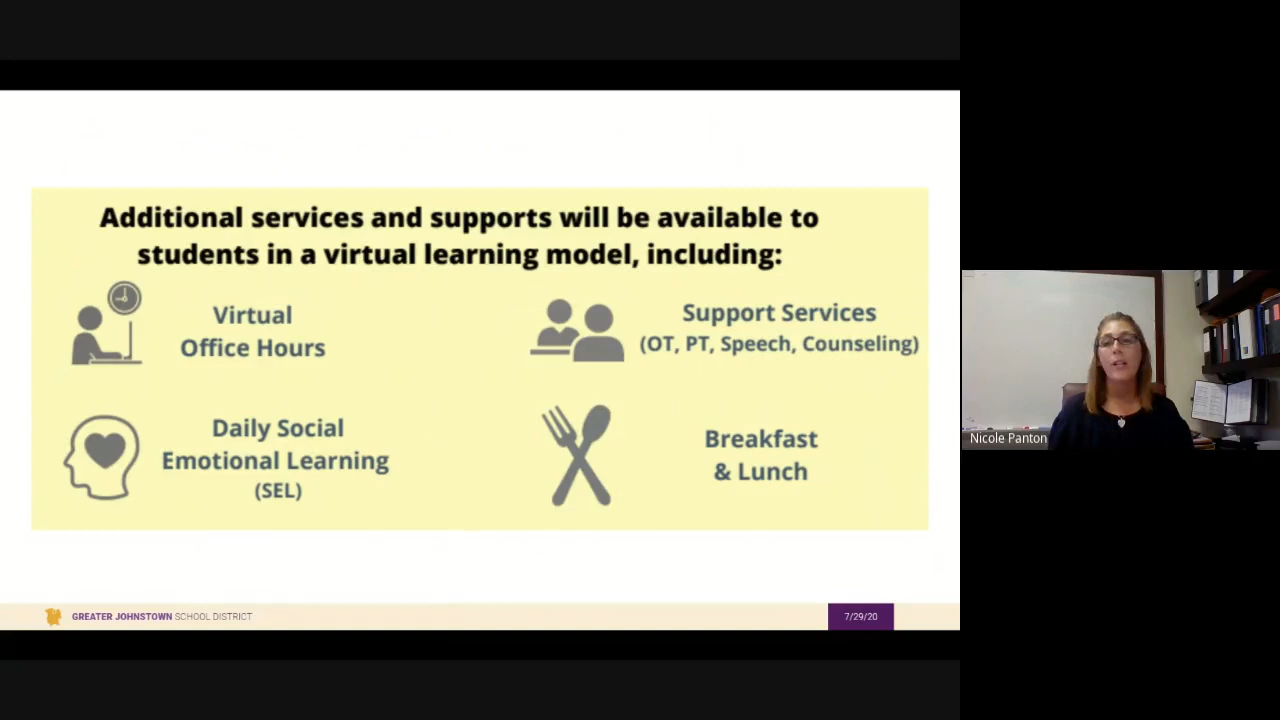 Additional services and supports will be available to
students in a virtual learning model, including:
Virtual
Office Hours
Support Services
(OT, PT, Speech, Counseling)
Daily Social
Emotional Learning
(SEL)
Breakfast
& Lunch
GREATER JOHNSTOWN SCHOOL DISTRICT
7/29/20
Nicole Panton